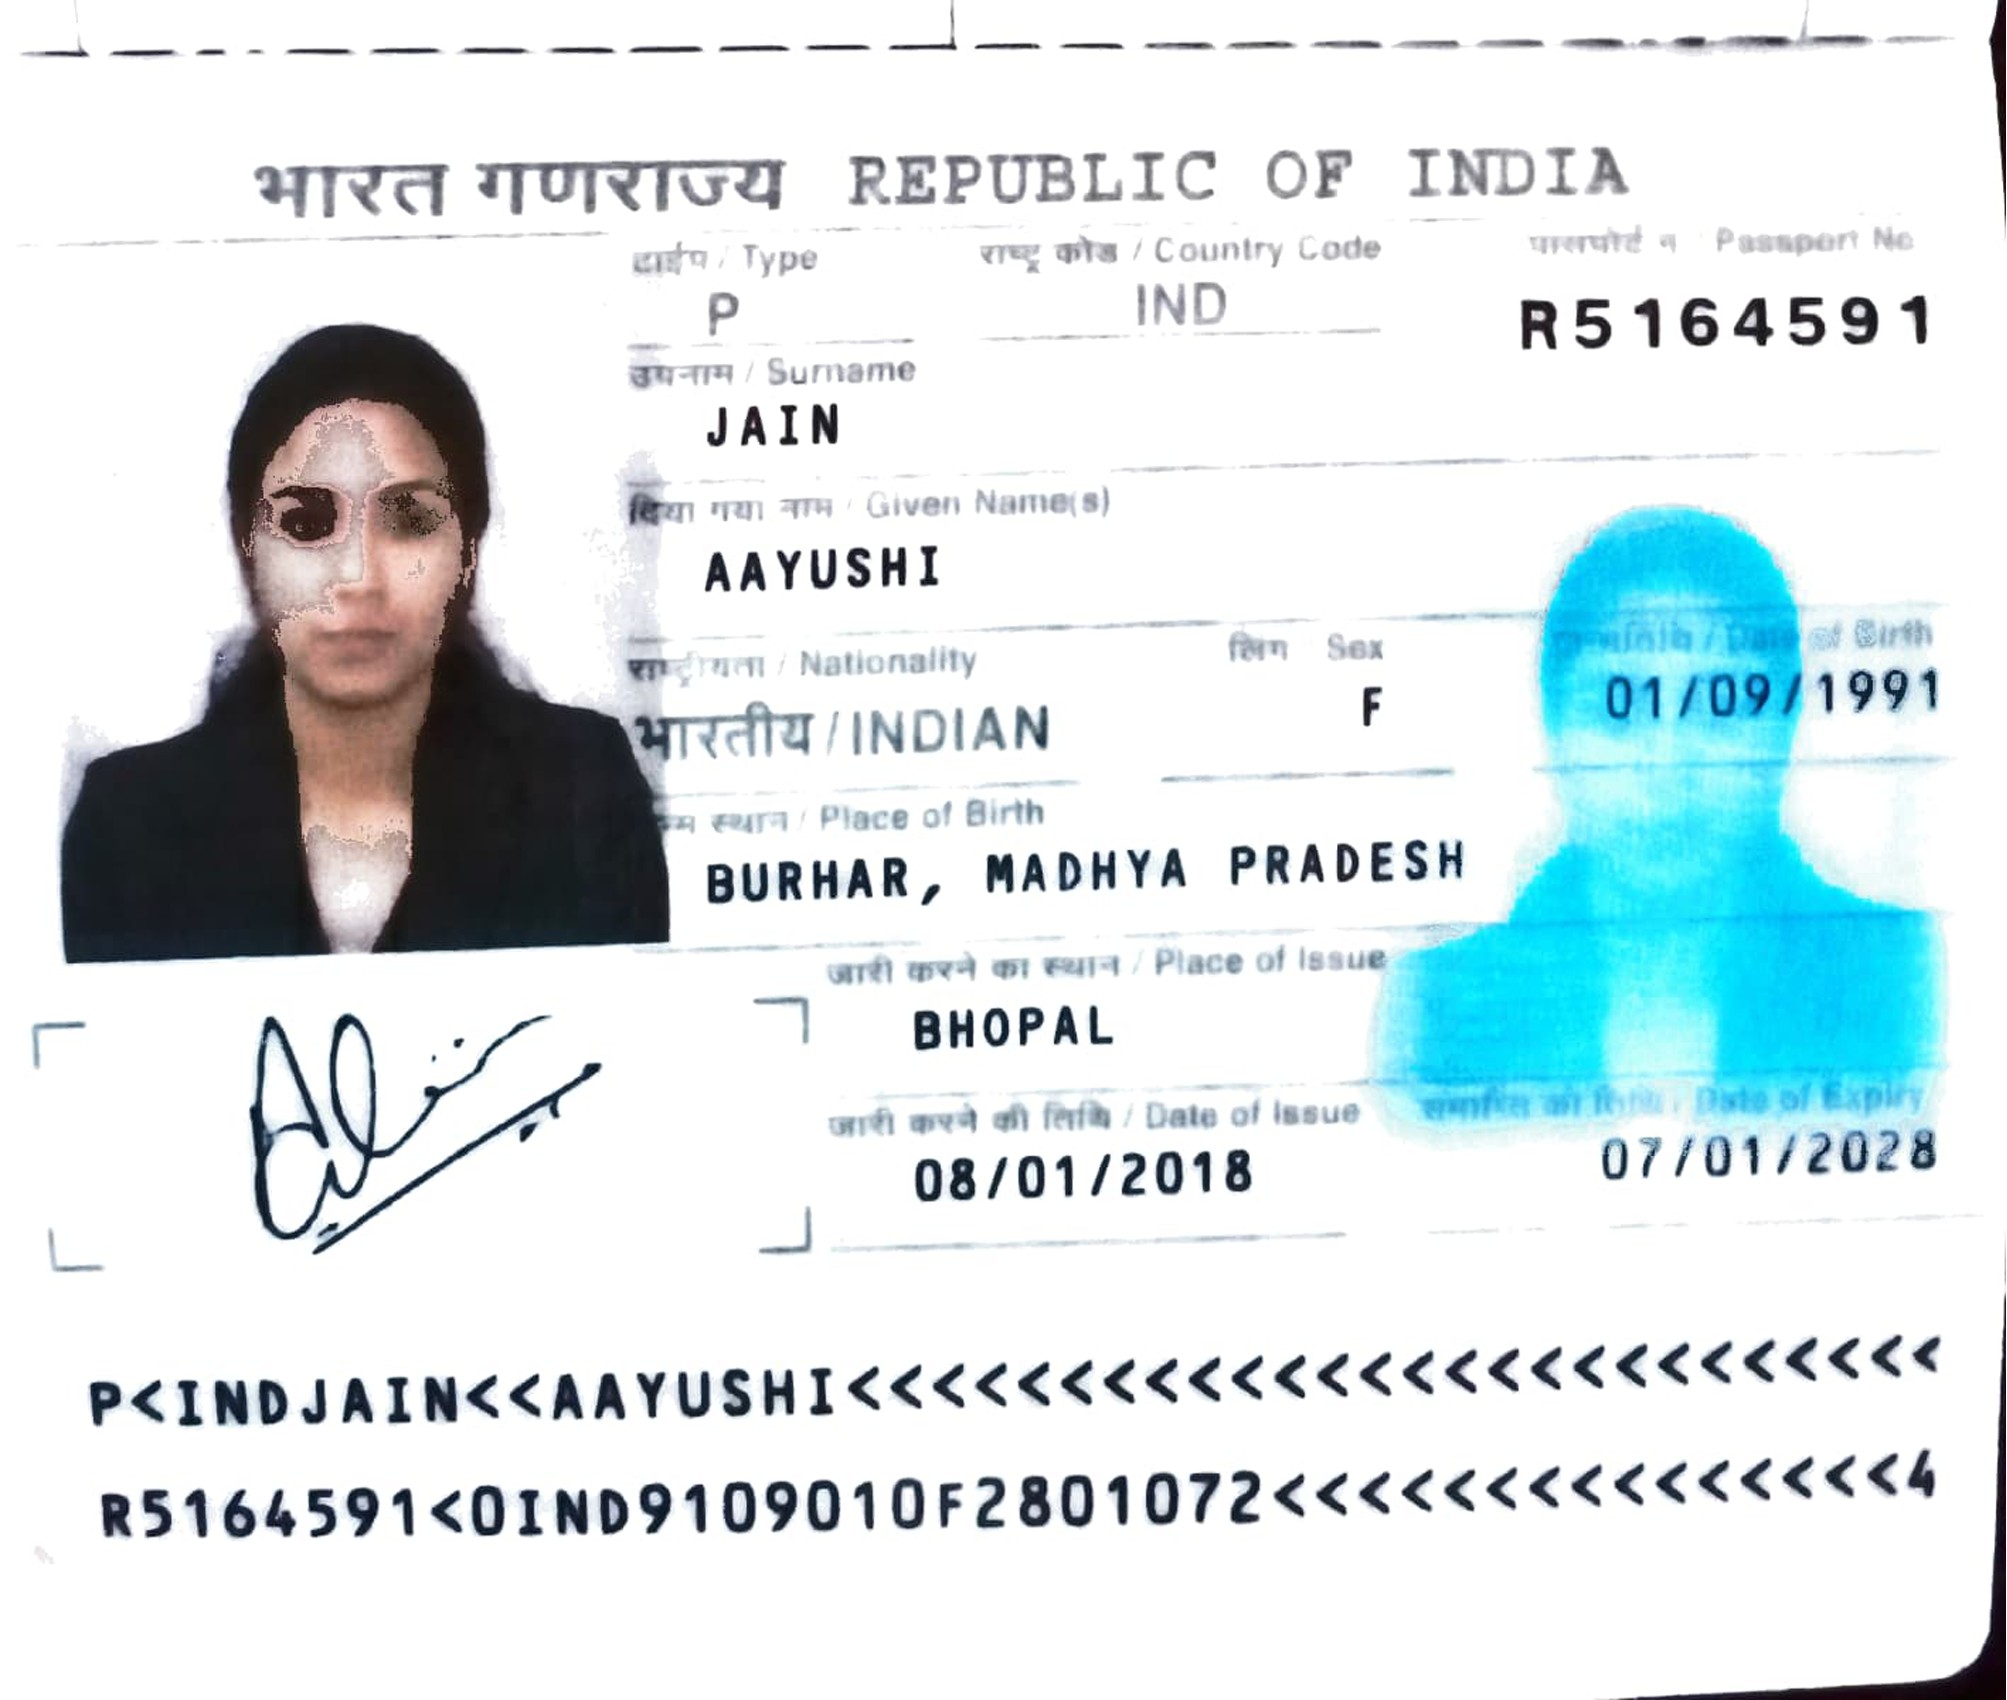 भारत गणराज्य REPUBLIC OF INDIA
टाईप / Type
राष्ट्र कोड / Country Code
पासपोर्ट नं Passport No
P
IND
R5164591
उपनाम / Surname
JAIN
दिया गया नाम / Given Name(s)
AAYUSHI
राष्ट्रीयता / Nationality
लिंग Sex
/ Date of Birth
भारतीय / INDIAN
F
01/09/1991
स्थान / Place of Birth
BURHAR, MADHYA PRADESH
जारी करने का स्थान / Place of Issue
BHOPAL
जारी करने की तिथि / Date of Issue
समाप्ति की तिथि / Date of Expiry
08/01/2018
07/01/2028
P<INDJAIN<<AAYUSHI<<<<<<<<<<<<<<<<<<<<<<<<<<
R5164591<0IND9109010F2801072<<<<<<<<<<<<<<<4